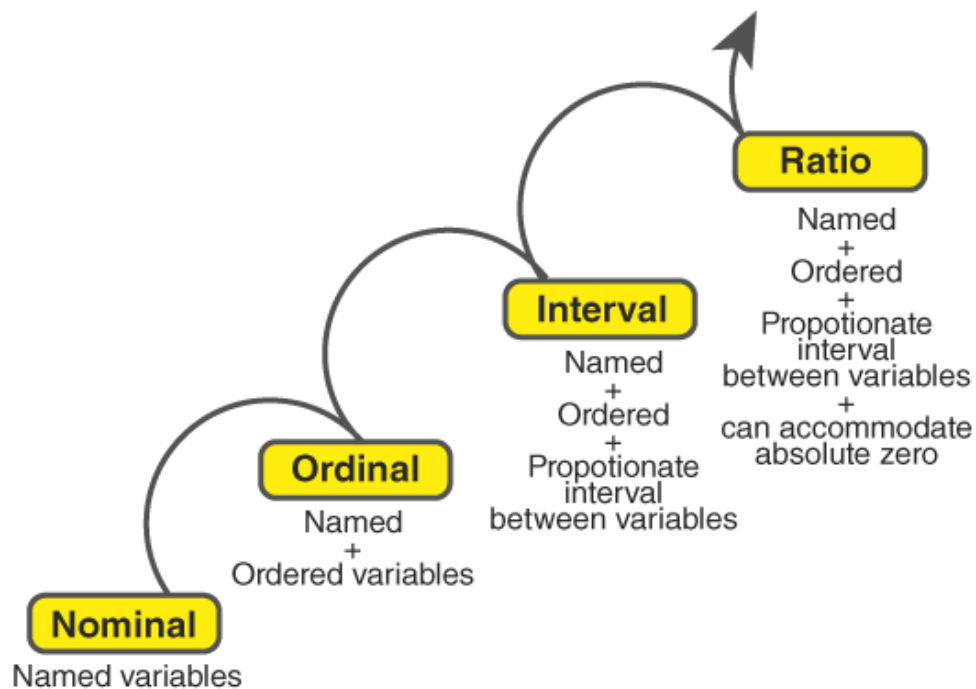 Ratio
Named
+
Ordered
+
Propotionate
interval
between variables
+
can accommodate
absolute zero
Interval
Named
+
Ordered
+
Propotionate
interval
between variables
Ordinal
Named
+
Ordered variables
Nominal
Named variables